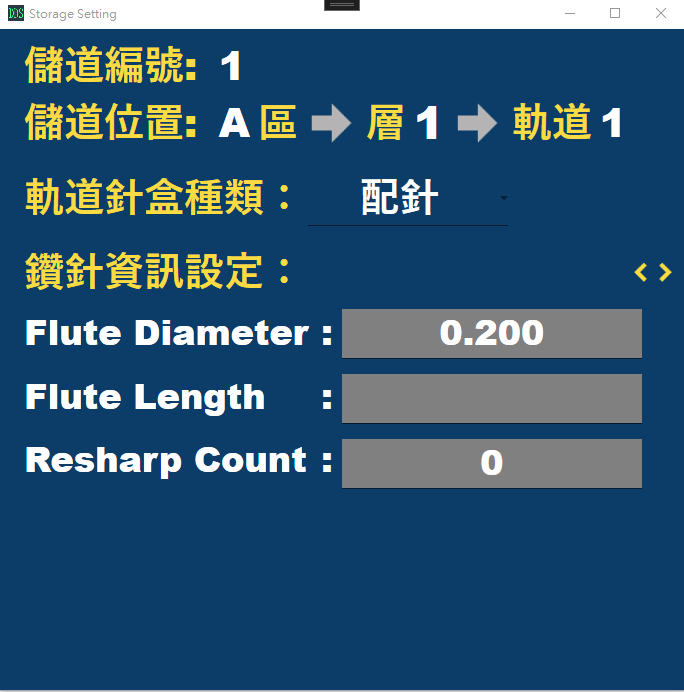 DOS Storage Setting
儲道編號: 1
儲道位置: A 區 層 1 軌道 1
軌道針盒種類： 配針
鑽針資訊設定：
Flute Diameter : 0.200
Flute Length :
Resharp Count : 0